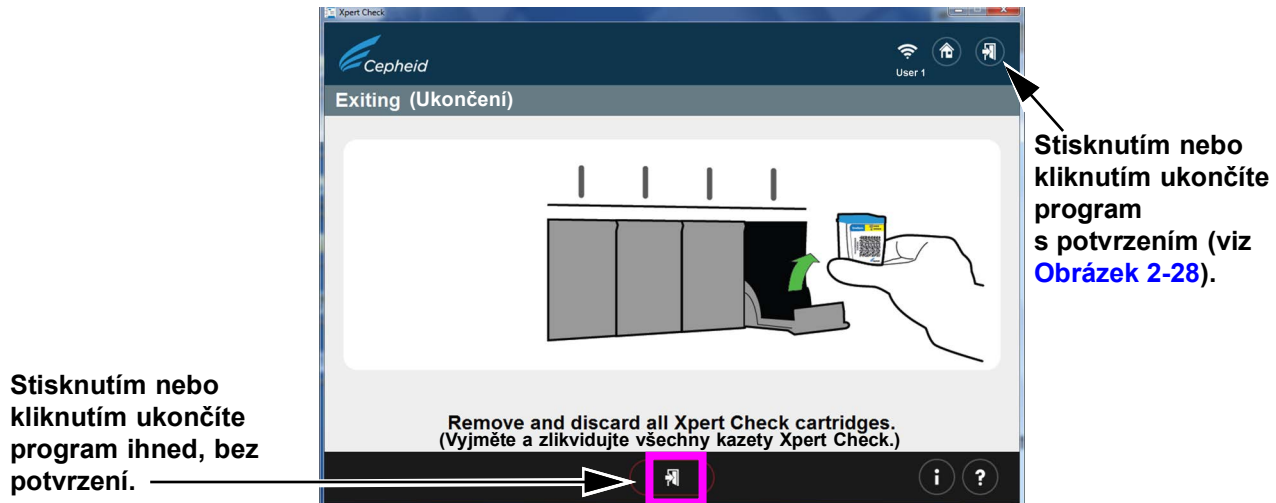 Xpert Check
Cepheid
User 1
Exiting (Ukončení)
Stisknutím nebo
kliknutím ukončíte
program
s potvrzením (viz
Obrázek 2-28).
Stisknutím nebo
kliknutím ukončíte
program ihned, bez
potvrzení.
Remove and discard all Xpert Check cartridges.
(Vyjměte a zlikvidujte všechny kazety Xpert Check.)
i ?